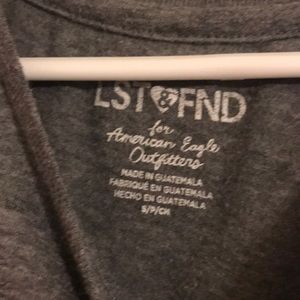 LST&FND
for
American Eagle
Outfitters
MADE IN GUATEMALA
FABRIQUÉ EN GUATEMALA
HECHO EN GUATEMALA
S/P/CH